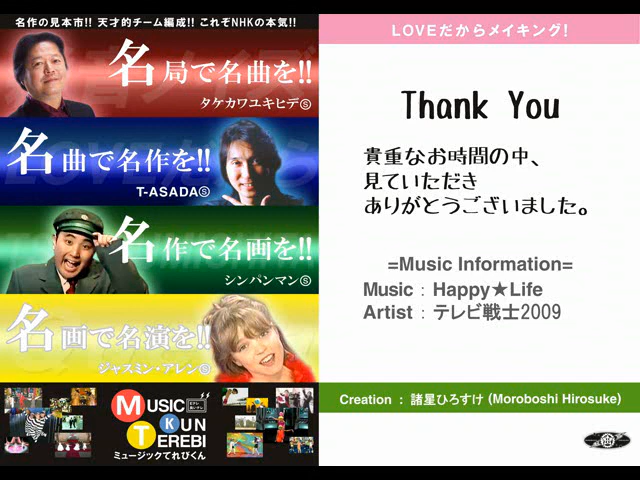 名作の見本市!! 天才的チーム編成!! これぞNHKの本気!!
名局で名曲を!!
タケカワユキヒデⓈ
名曲で名作を!!
T-ASADAⓈ
名作で名画を!!
シンパンマンⓈ
名画で名演を!!
ジャスミン・アレンⓈ
MUSIC
KUN
TEREBI
ミュージックてれびくん
LOVEだからメイキング!
Thank You
貴重なお時間の中、
見ていただき
ありがとうございました。
=Music Information=
Music : Happy★Life
Artist : テレビ戦士2009
Creation : 諸星ひろすけ (Moroboshi Hirosuke)